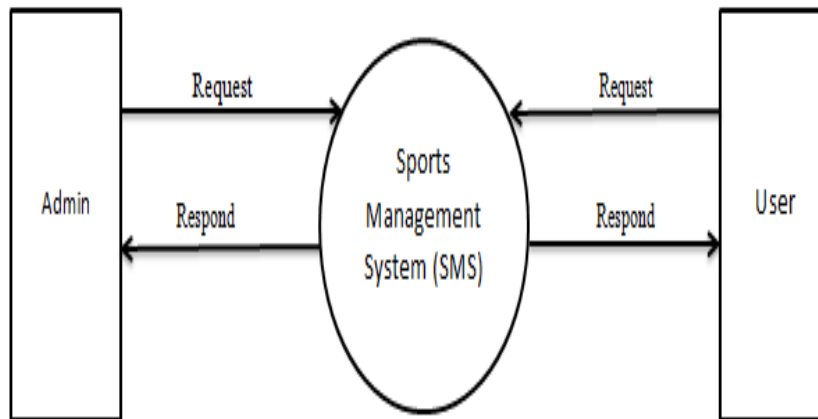 Request
Request
Admin
Respond
Sports
Management
System (SMS)
Respond
User